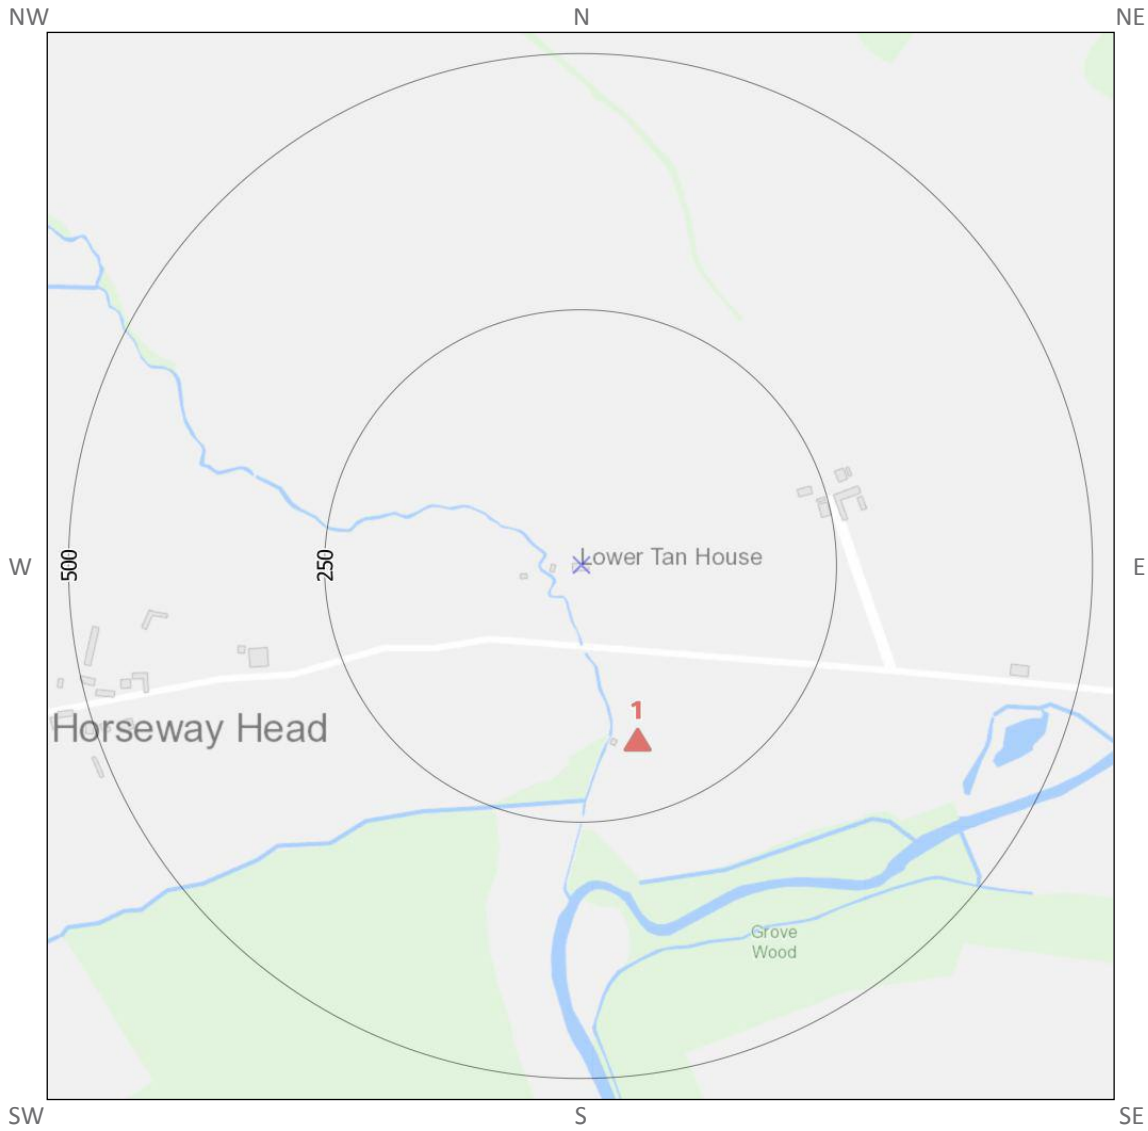 NW N NE
Lower Tan House
W 500 250 E
1
Horseway Head
Grove
Wood
SW S SE